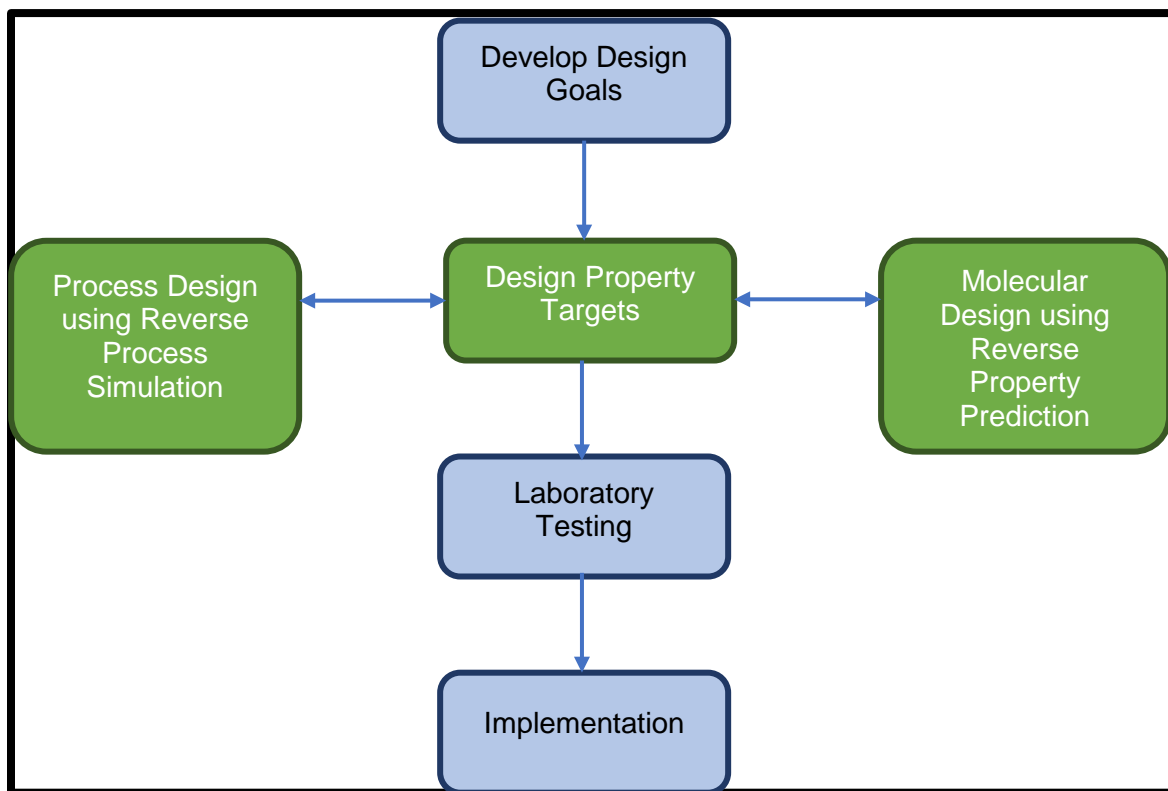 Develop Design
Goals
Process Design
using Reverse
Process
Simulation
Design Property
Targets
Molecular
Design using
Reverse
Property
Prediction
Laboratory
Testing
Implementation